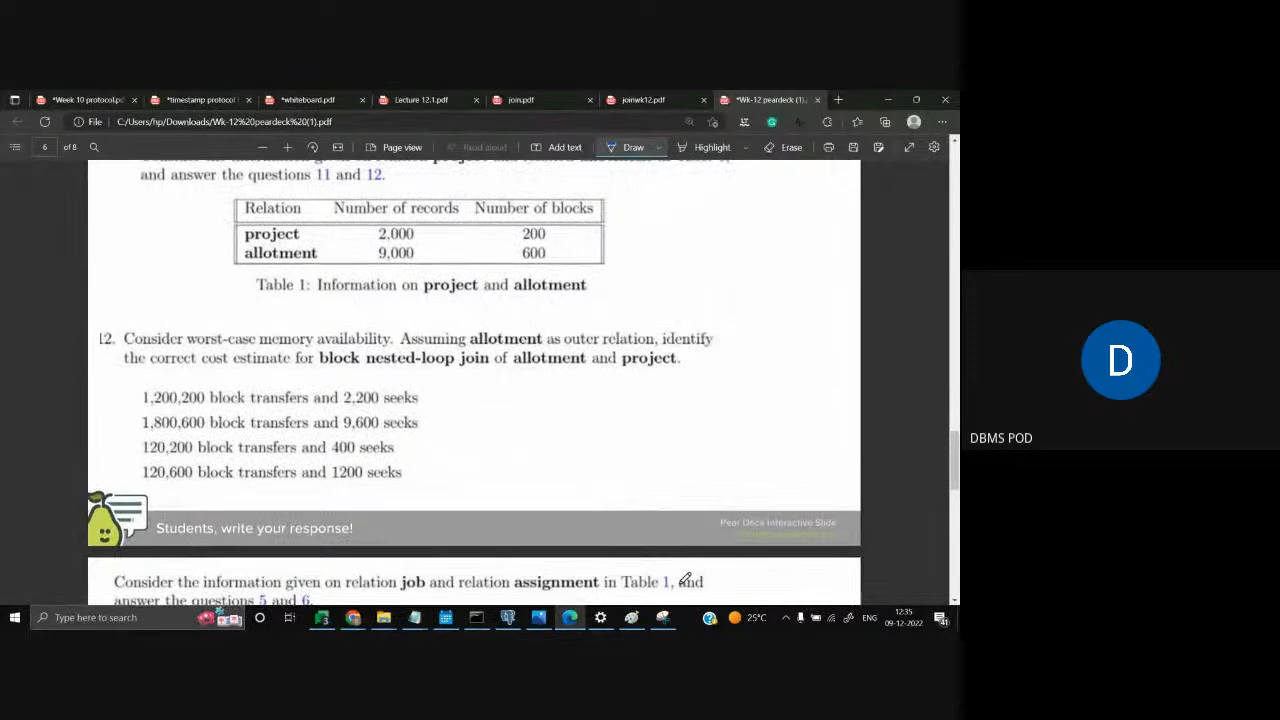 *Week 10 protocol.pd
*timestamp protocol
*whiteboard.pdf
Lecture 12.1.pdf
join.pdf
joinwk12.pdf
*Wk-12 peardeck (1).
File
C:/Users/hp/Downloads/Wk-12%20peardeck%20(1).pdf
6 of 8
Page view
Read aloud
Add text
Draw
Highlight
Erase
and answer the questions 11 and 12.
Relation Number of records Number of blocks
project 2,000 200
allotment 9,000 600
Table 1: Information on project and allotment
12. Consider worst-case memory availability. Assuming allotment as outer relation, identify
the correct cost estimate for block nested-loop join of allotment and project.
1,200,200 block transfers and 2,200 seeks
1,800,600 block transfers and 9,600 seeks
120,200 block transfers and 400 seeks
120,600 block transfers and 1200 seeks
Students, write your response!
Pear Deck Interactive Slide
Consider the information given on relation job and relation assignment in Table 1, and
answer the questions 5 and 6.
Type here to search
25°C
ENG
12:35
09-12-2022
D
DBMS POD